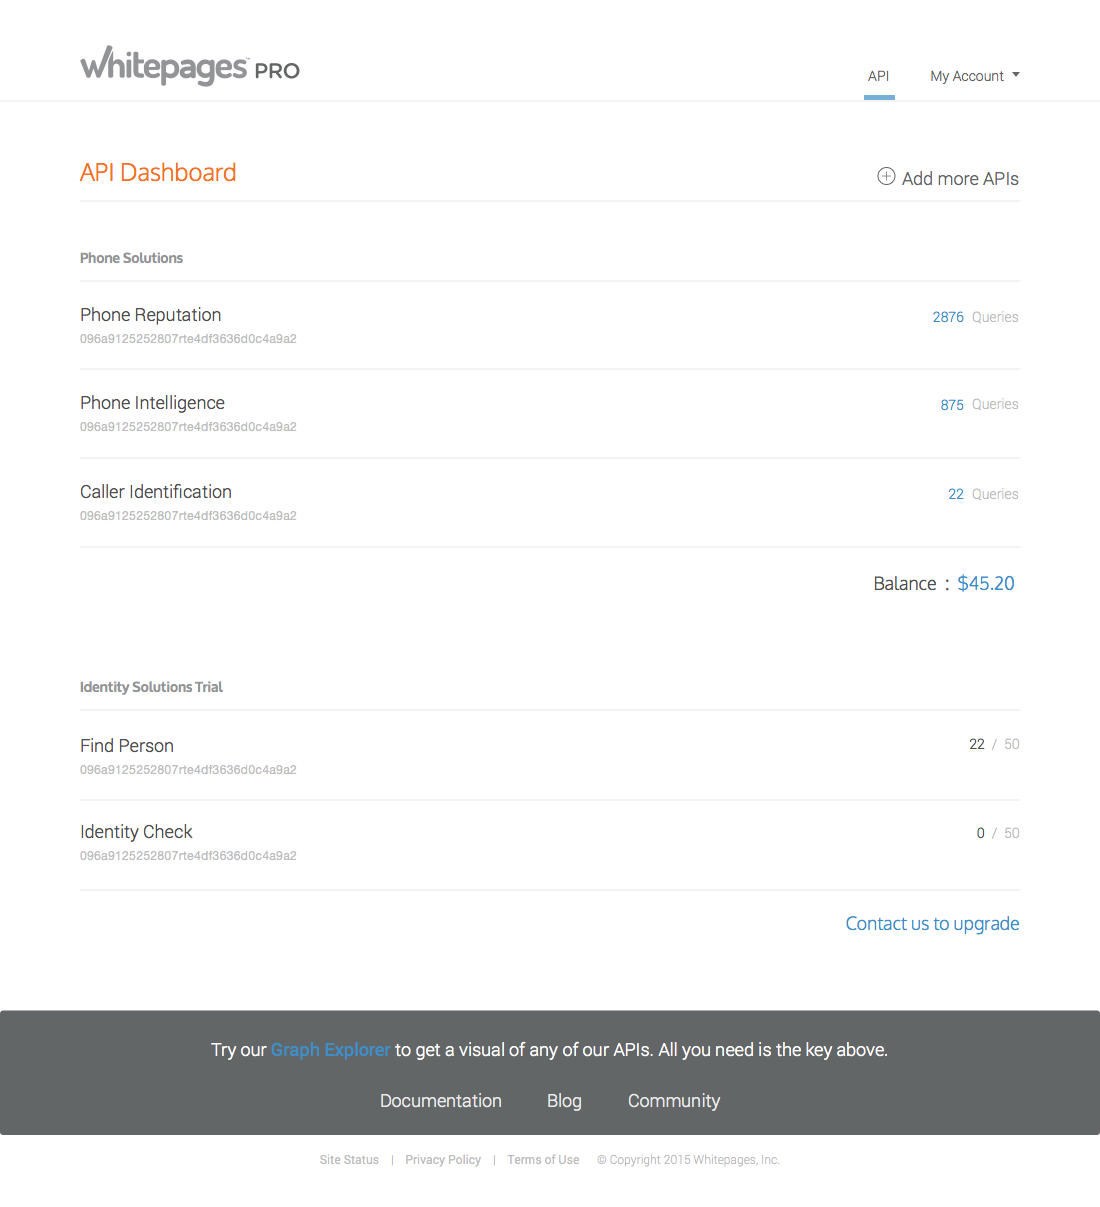 whitepages PRO
API
My Account
API Dashboard
Add more APIs
Phone Solutions
Phone Reputation
2876 Queries
096a9125252807rte4df3636d0c4a9a2
Phone Intelligence
875 Queries
096a9125252807rte4df3636d0c4a9a2
Caller Identification
22 Queries
096a9125252807rte4df3636d0c4a9a2
Balance : $45.20
Identity Solutions Trial
Find Person
22 / 50
096a9125252807rte4df3636d0c4a9a2
Identity Check
0 / 50
096a9125252807rte4df3636d0c4a9a2
Contact us to upgrade
Try our Graph Explorer to get a visual of any of our APIs. All you need is the key above.
Documentation Blog Community
Site Status | Privacy Policy | Terms of Use © Copyright 2015 Whitepages, Inc.